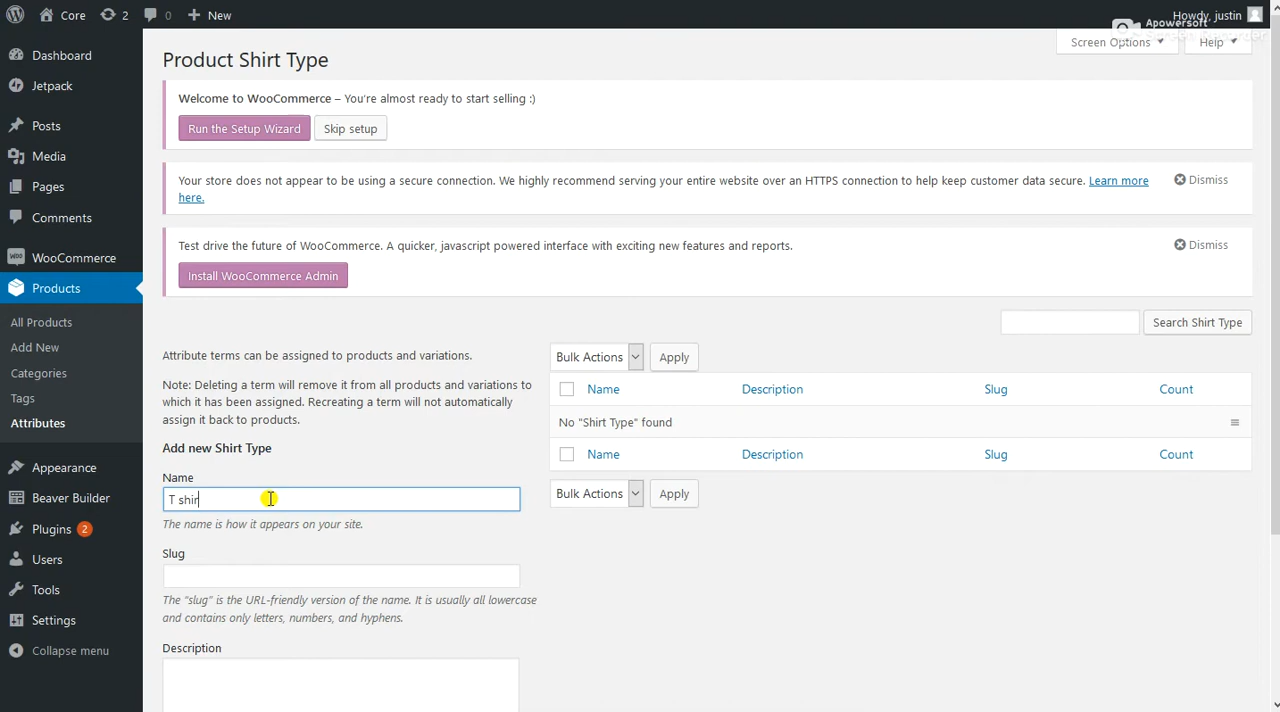 Core
2
0
New
Howdy, justin
Apowersoft
Screen Recorder
Dashboard
Jetpack
Posts
Media
Pages
Comments
WooCommerce
Products
All Products
Add New
Categories
Tags
Attributes
Appearance
Beaver Builder
Plugins 2
Users
Tools
Settings
Collapse menu
Screen Options
Help
Product Shirt Type
Welcome to WooCommerce – You're almost ready to start selling :)
Run the Setup Wizard
Skip setup
Your store does not appear to be using a secure connection. We highly recommend serving your entire website over an HTTPS connection to help keep customer data secure. Learn more
here.
Dismiss
Test drive the future of WooCommerce. A quicker, javascript powered interface with exciting new features and reports.
Dismiss
Install WooCommerce Admin
Search Shirt Type
Attribute terms can be assigned to products and variations.
Note: Deleting a term will remove it from all products and variations to
which it has been assigned. Recreating a term will not automatically
assign it back to products.
Add new Shirt Type
Name
T shir
The name is how it appears on your site.
Slug
The “slug” is the URL-friendly version of the name. It is usually all lowercase
and contains only letters, numbers, and hyphens.
Description
Bulk Actions
Apply
Name Description Slug Count
No "Shirt Type" found
Name Description Slug Count
Bulk Actions
Apply